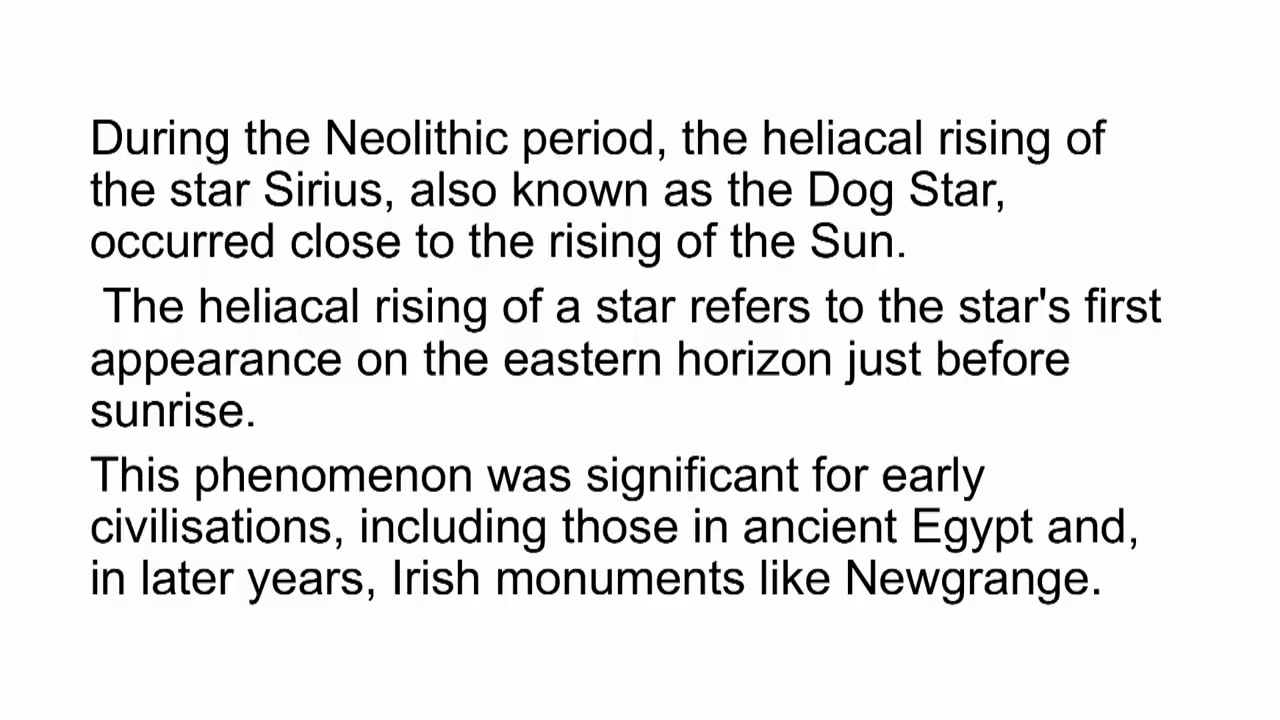 During the Neolithic period, the heliacal rising of
the star Sirius, also known as the Dog Star,
occurred close to the rising of the Sun.
The heliacal rising of a star refers to the star's first
appearance on the eastern horizon just before
sunrise.
This phenomenon was significant for early
civilisations, including those in ancient Egypt and,
in later years, Irish monuments like Newgrange.